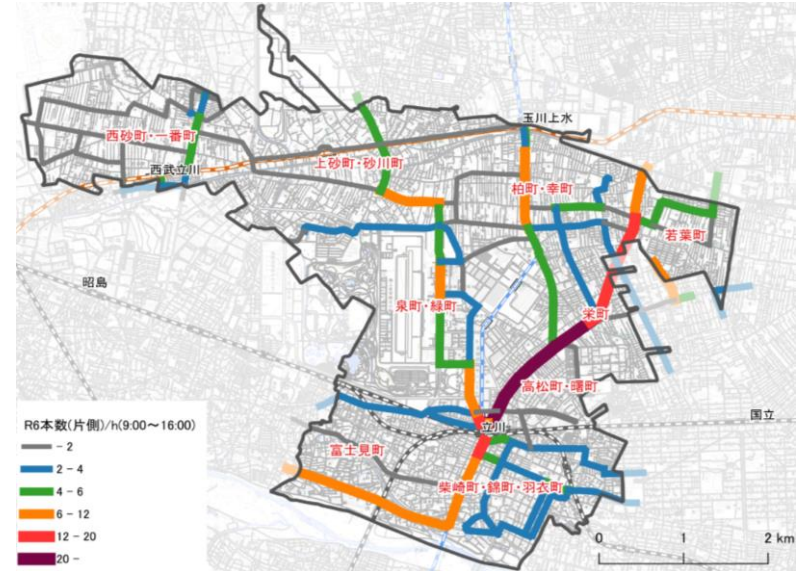 玉川上水
西砂町・一番町
上砂町・砂川町
西武立川
柏町・幸町
若葉町
昭島
泉町・緑町
栄町
高松町・曙町
国立
立川
富士見町
柴崎町・錦町・羽衣町
R6本数(片側)/h(9:00～16:00)
- 2
2 - 4
4 - 6
6 - 12
12 - 20
20 -
0 1 2 km